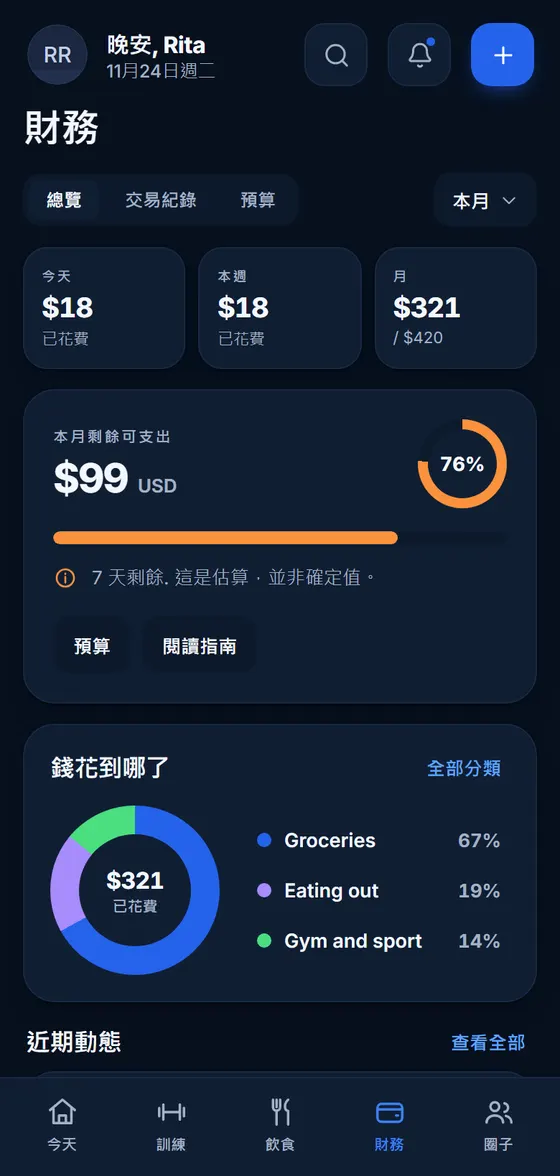 RR
晚安, Rita
11月24日週二
財務
總覽
交易紀錄
預算
本月
今天
$18
已花費
本週
$18
已花費
月
$321
/ $420
本月剩餘可支出
$99 USD
76%
7 天剩餘. 這是估算，並非確定值。
預算
閱讀指南
錢花到哪了
全部分類
$321
已花費
Groceries 67%
Eating out 19%
Gym and sport 14%
近期動態
查看全部
今天
訓練
飲食
財務
圈子